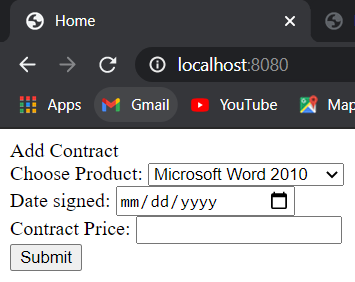 Home
localhost:8080
Apps Gmail YouTube Map
Add Contract
Choose Product: Microsoft Word 2010
Date signed: mm/dd/yyyy
Contract Price:
Submit